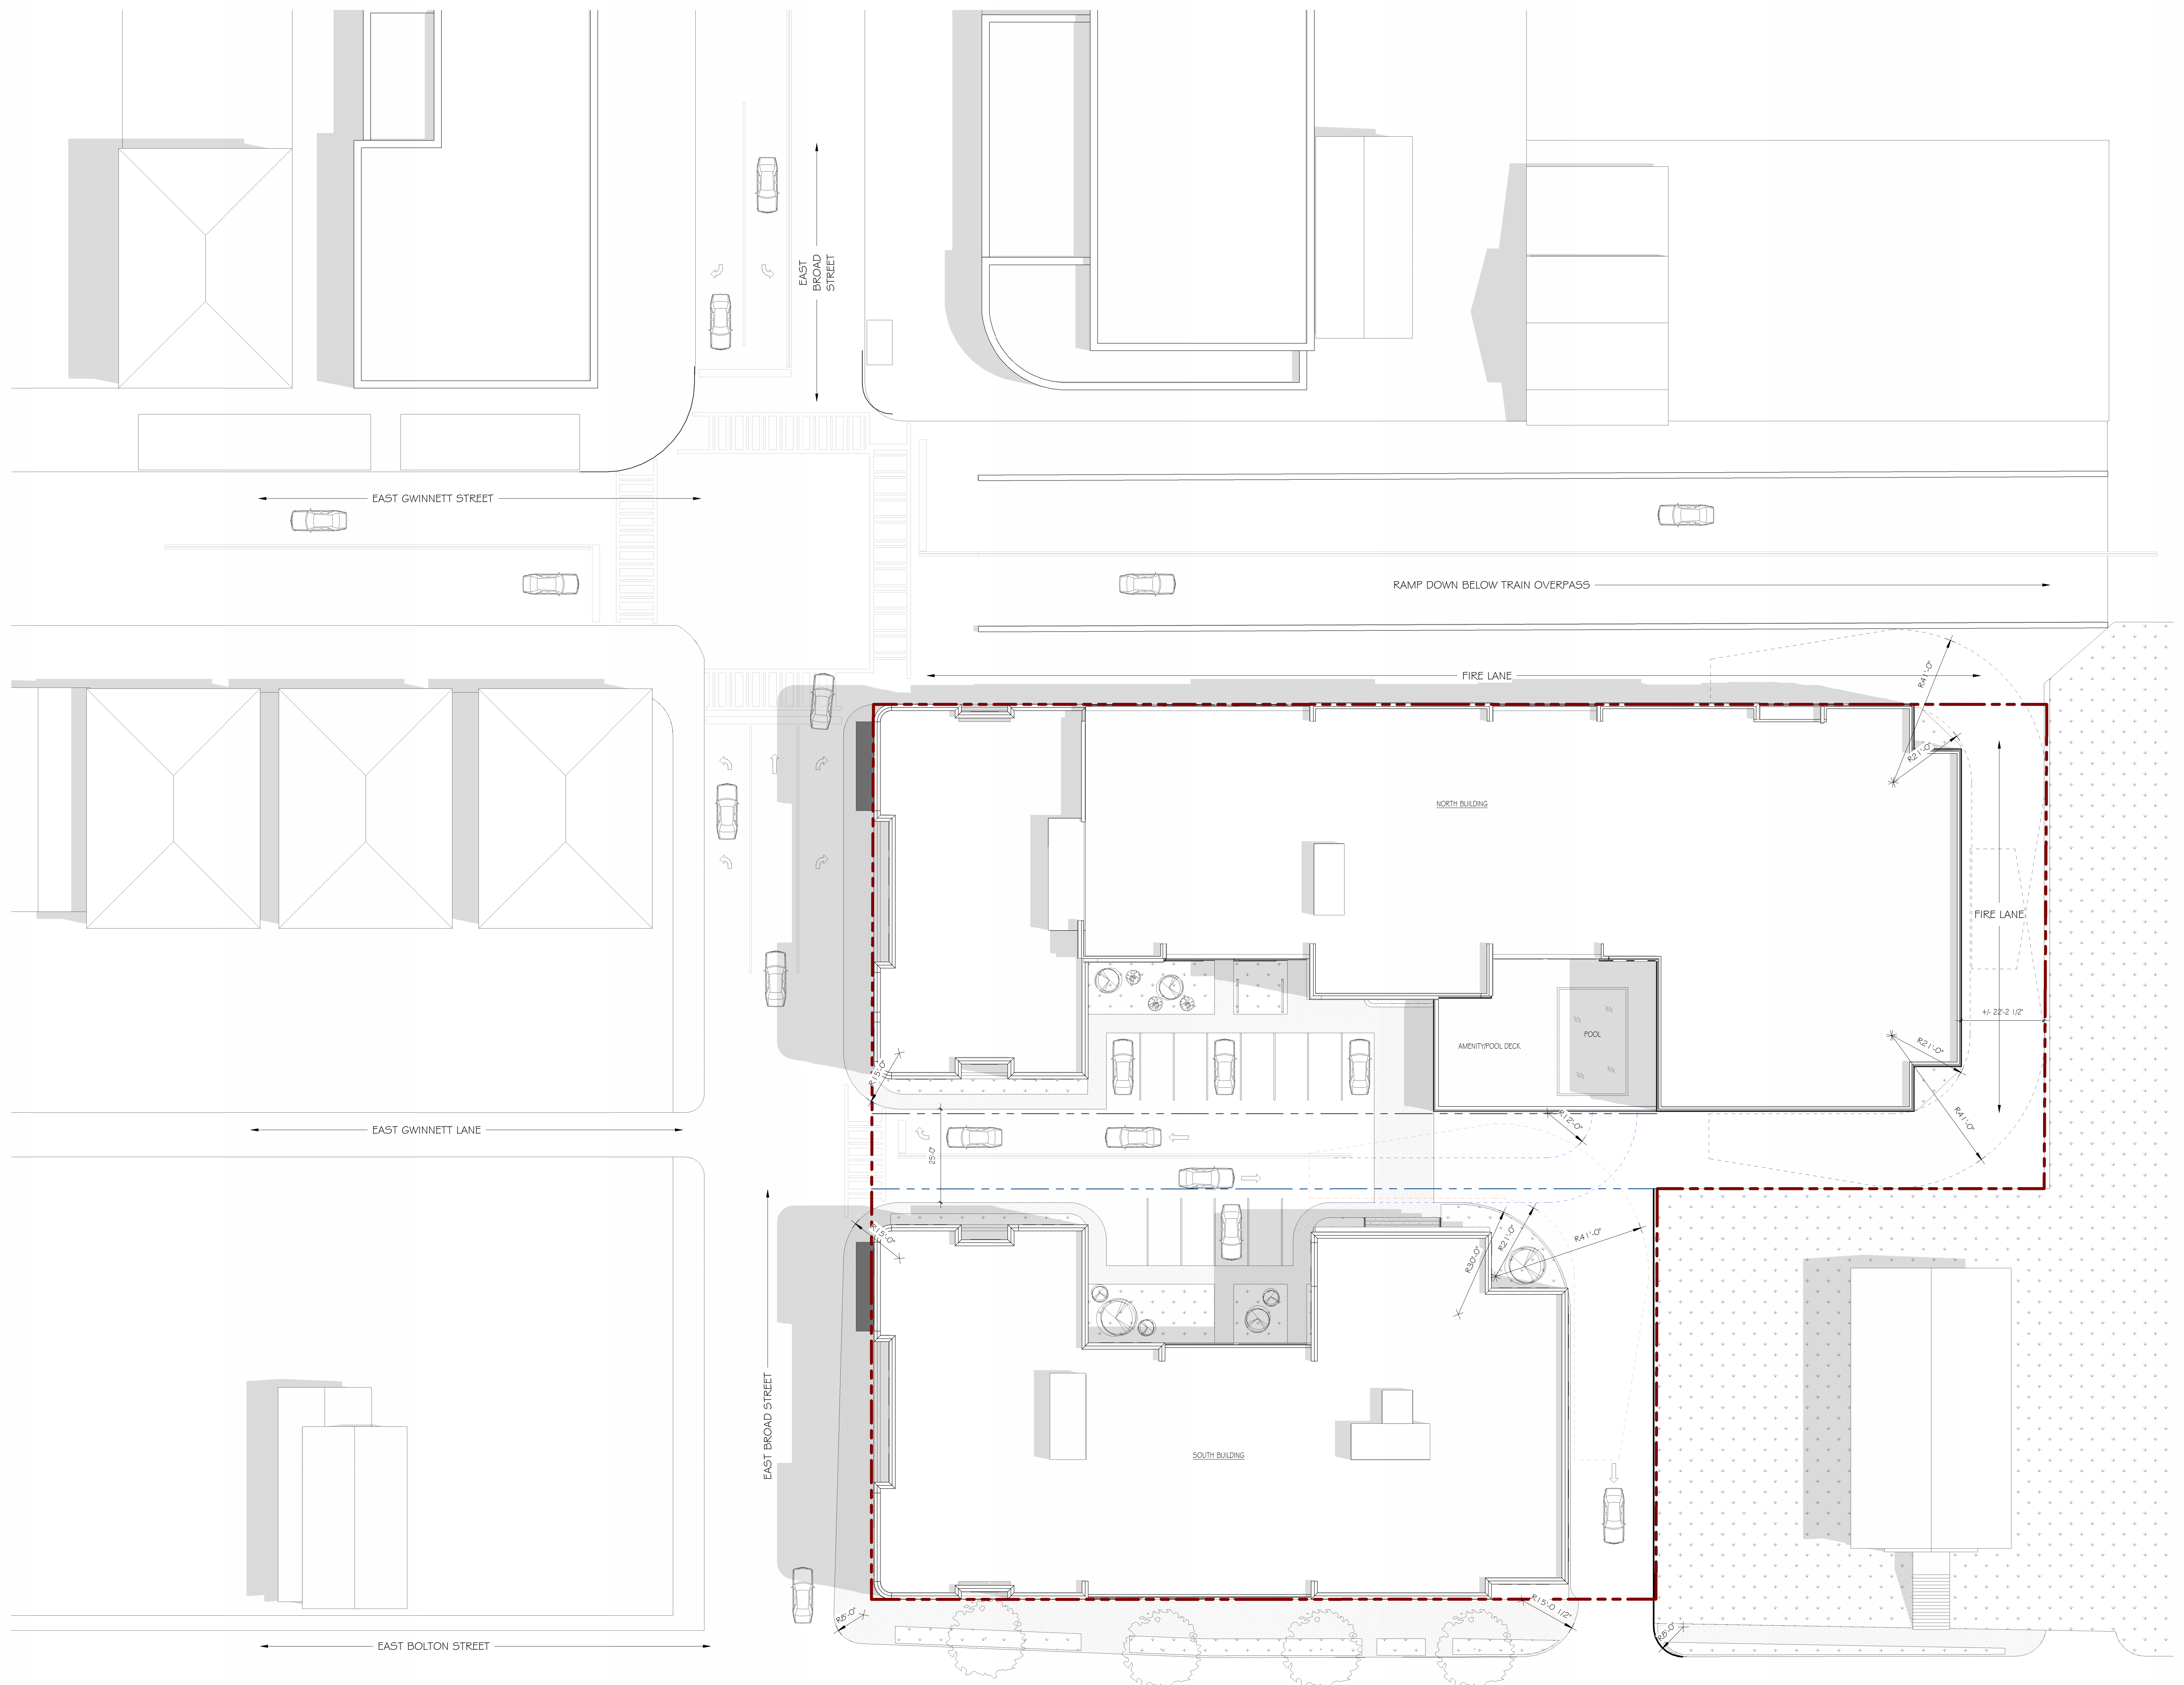 EAST
BROAD
STREET
EAST GWINNETT STREET
RAMP DOWN BELOW TRAIN OVERPASS
FIRE LANE
R41'-0"
R21'-0"
NORTH BUILDING
FIRE LANE
+/- 22'-2 1/2"
POOL
AMENITY/POOL DECK
R21'-0"
R15'-0"
R41'-0"
R12'-0"
EAST GWINNETT LANE
25'-0"
R15'-0"
R30'-0"
R21'-0"
R41'-0"
EAST BROAD STREET
SOUTH BUILDING
R8'-0"
R15'-0 1/2"
R8'-0"
EAST BOLTON STREET